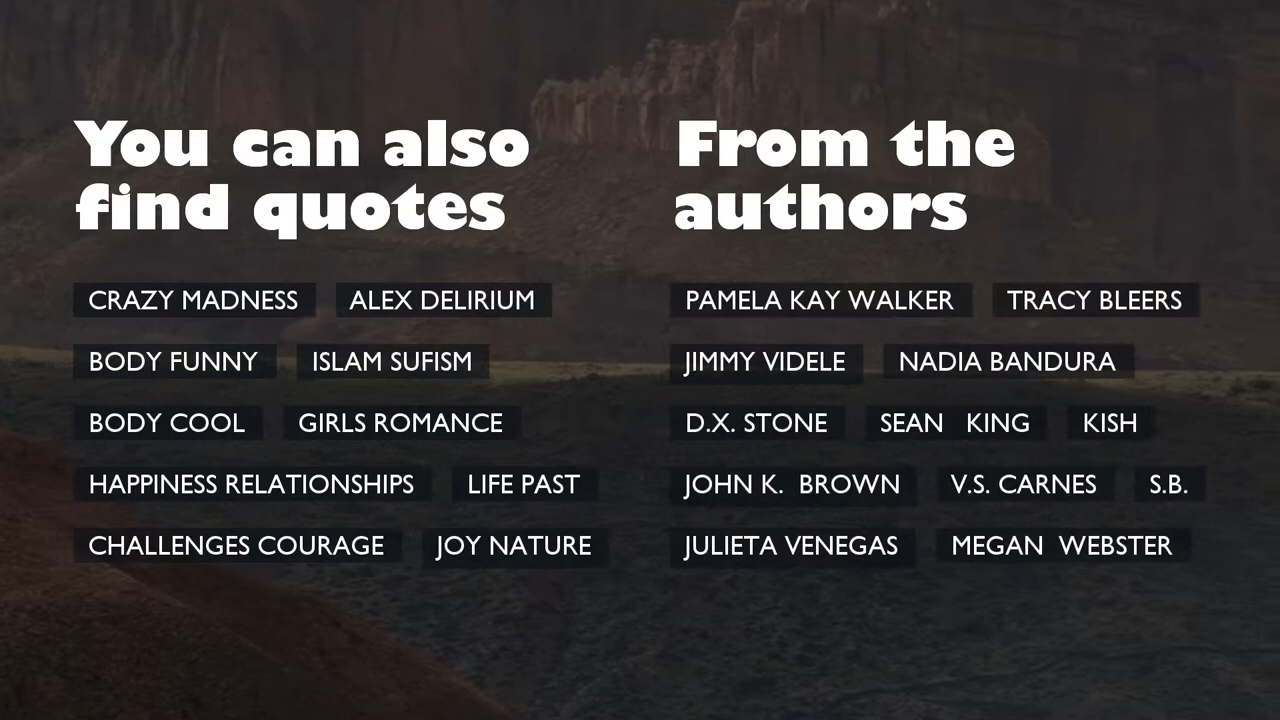 You can also
find quotes
CRAZY MADNESS ALEX DELIRIUM
BODY FUNNY ISLAM SUFISM
BODY COOL GIRLS ROMANCE
HAPPINESS RELATIONSHIPS LIFE PAST
CHALLENGES COURAGE JOY NATURE
From the
authors
PAMELA KAY WALKER TRACY BLEERS
JIMMY VIDELE NADIA BANDURA
D.X. STONE SEAN KING KISH
JOHN K. BROWN V.S. CARNES S.B.
JULIETA VENEGAS MEGAN WEBSTER